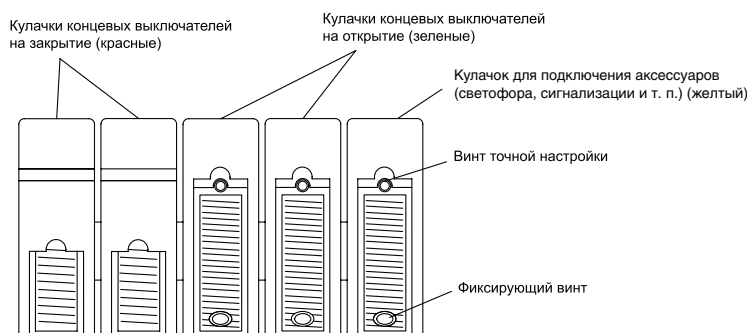 Кулачки концевых выключателей
на закрытие (красные)
Кулачки концевых выключателей
на открытие (зеленые)
Кулачок для подключения аксессуаров
(светофора, сигнализации и т. п.) (желтый)
Винт точной настройки
Фиксирующий винт